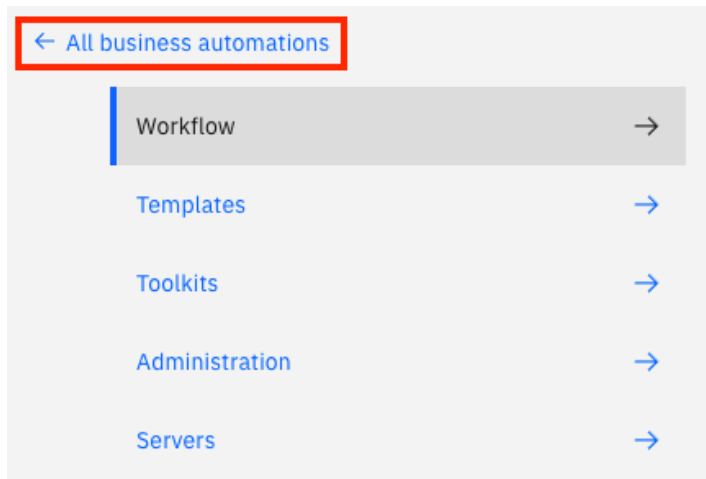 ← All business automations
Workflow →
Templates →
Toolkits →
Administration →
Servers →